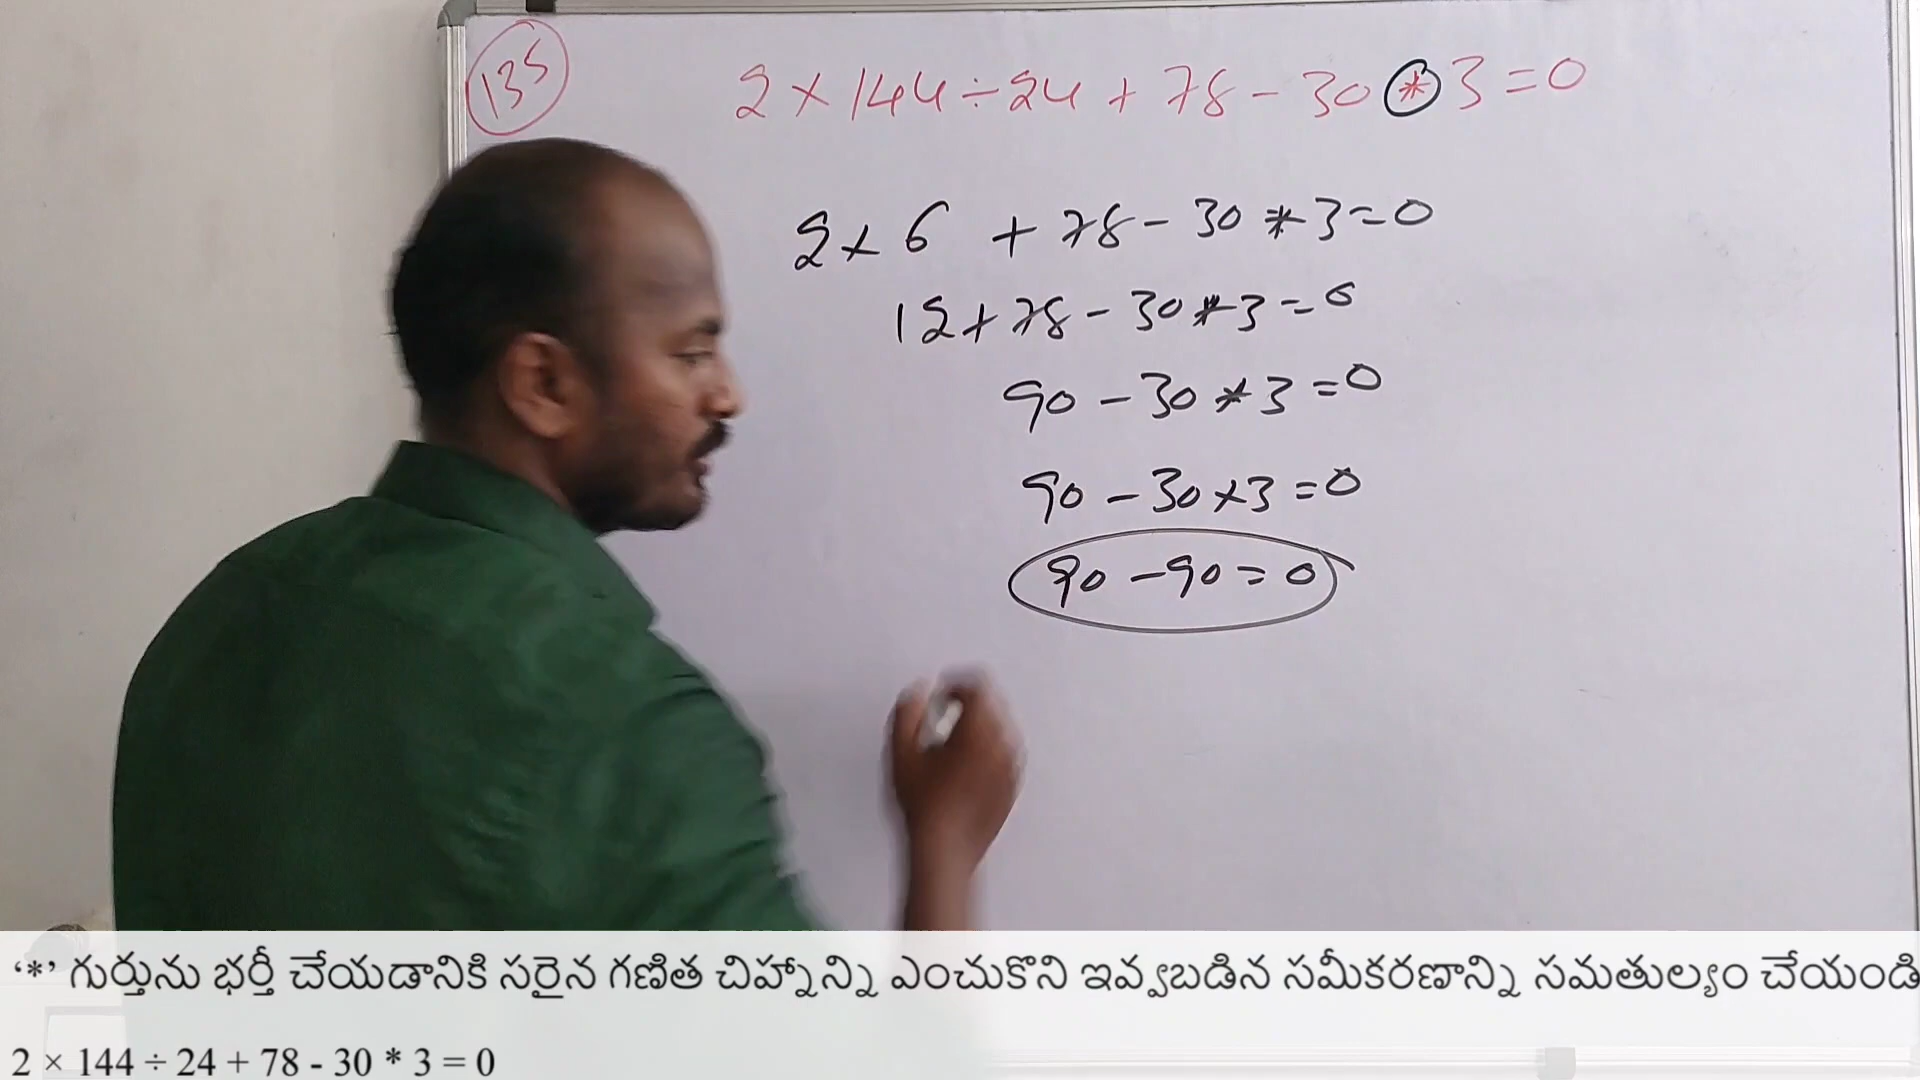 135
2 × 144 ÷ 24 + 78 - 30 * 3 = 0
2 × 6 + 78 - 30 * 3 = 0
12 + 78 - 30 * 3 = 0
90 - 30 * 3 = 0
90 - 30 × 3 = 0
90 - 90 = 0
‘*’ గుర్తును భర్తీ చేయడానికి సరైన గణిత చిహ్నాన్ని ఎంచుకొని ఇవ్వబడిన సమీకరణాన్ని సమతుల్యం చేయండి
2 × 144 ÷ 24 + 78 - 30 * 3 = 0